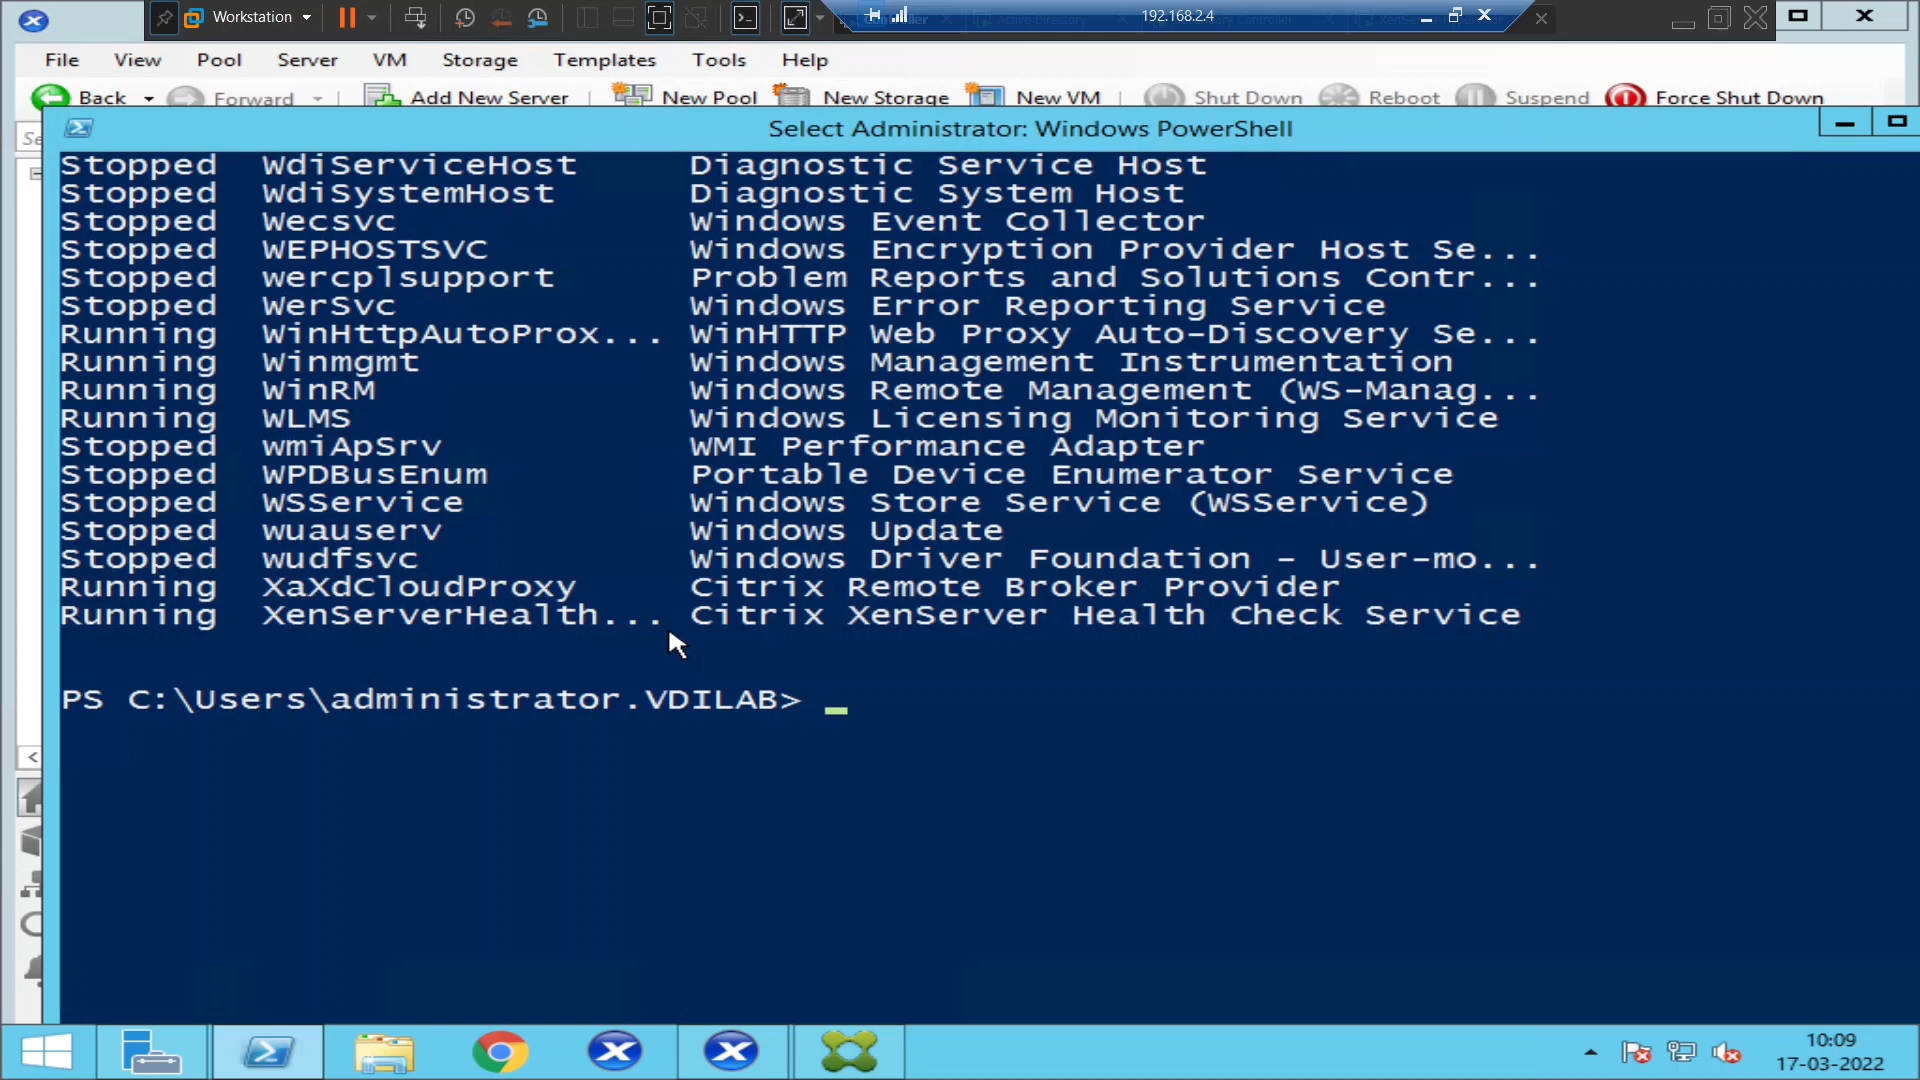 Workstation
192.168.2.4
File View Pool Server VM Storage Templates Tools Help
Back Forward Add New Server New Pool New Storage New VM Shut Down Reboot Suspend Force Shut Down
Select Administrator: Windows PowerShell
Stopped WdiServiceHost Diagnostic Service Host
Stopped WdiSystemHost Diagnostic System Host
Stopped Wecsvc Windows Event Collector
Stopped WEPHOSTSVC Windows Encryption Provider Host Se...
Stopped wercplsupport Problem Reports and Solutions Contr...
Stopped WerSvc Windows Error Reporting Service
Running WinHttpAutoProx... WinHTTP Web Proxy Auto-Discovery Se...
Running Winmgmt Windows Management Instrumentation
Running WinRM Windows Remote Management (WS-Manag...
Running WLMS Windows Licensing Monitoring Service
Stopped wmiApSrv WMI Performance Adapter
Stopped WPDBusEnum Portable Device Enumerator Service
Stopped WSService Windows Store Service (WSService)
Stopped wuauserv Windows Update
Stopped wudfsvc Windows Driver Foundation - User-mo...
Running XaXdCloudProxy Citrix Remote Broker Provider
Running XenServerHealth... Citrix XenServer Health Check Service
PS C:\Users\administrator.VDILAB>
10:09
17-03-2022